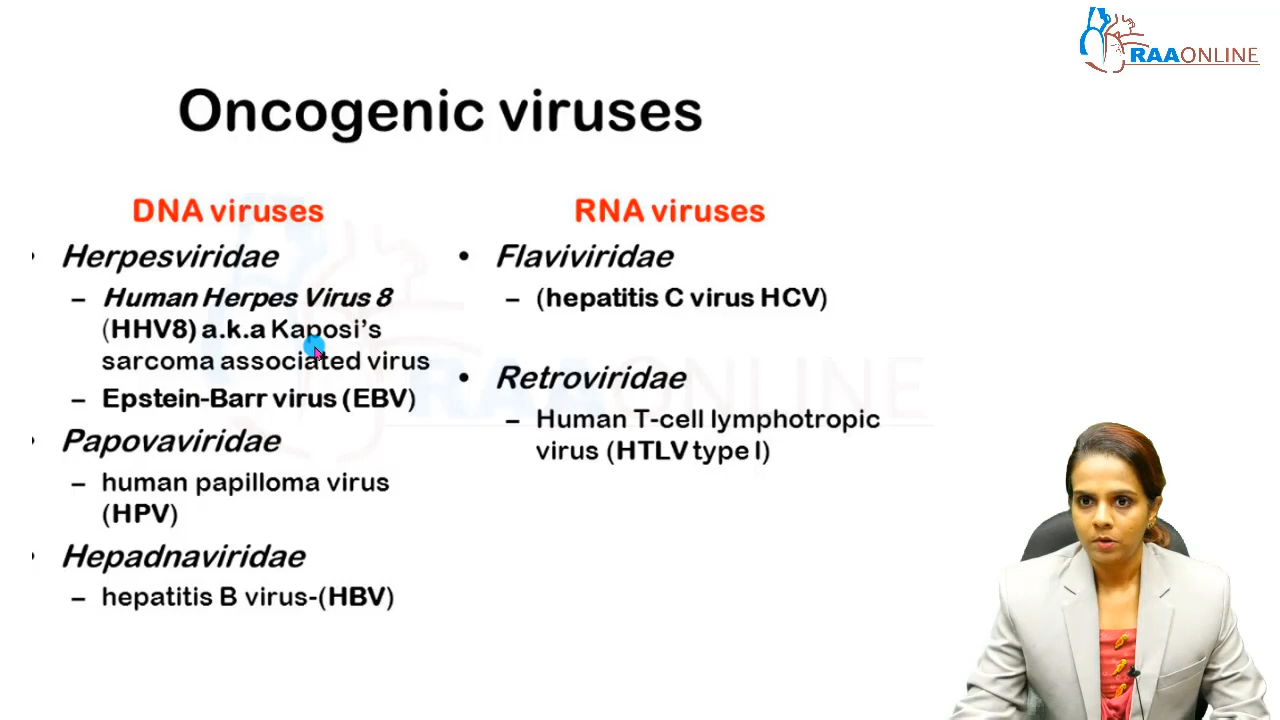 RAAONLINE
Oncogenic viruses
DNA viruses
• Herpesviridae
– Human Herpes Virus 8
(HHV8) a.k.a Kaposi's
sarcoma associated virus
– Epstein-Barr virus (EBV)
• Papovaviridae
– human papilloma virus
(HPV)
• Hepadnaviridae
– hepatitis B virus-(HBV)
RNA viruses
• Flaviviridae
– (hepatitis C virus HCV)
• Retroviridae
– Human T-cell lymphotropic
virus (HTLV type I)
RAAONLINE